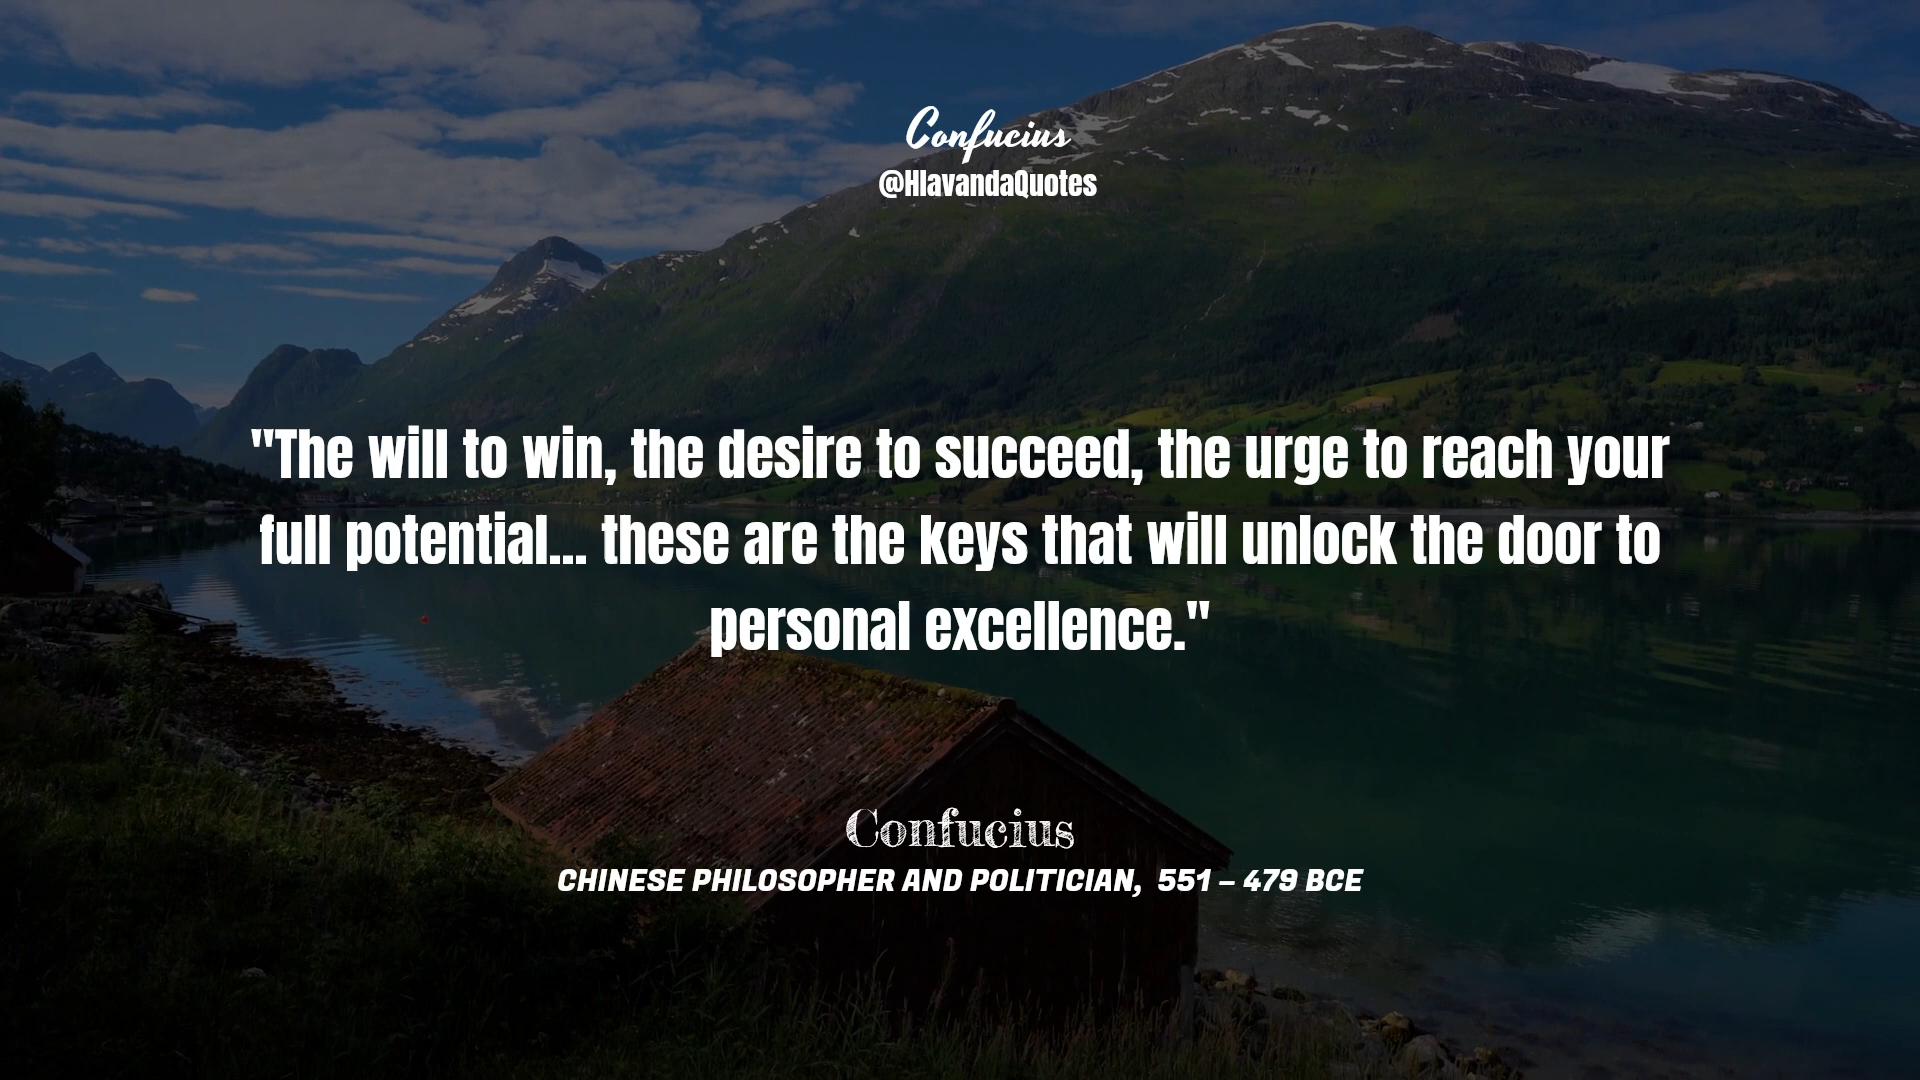 Confucius
@HlavandaQuotes
"The will to win, the desire to succeed, the urge to reach your
full potential... these are the keys that will unlock the door to
personal excellence."
Confucius
CHINESE PHILOSOPHER AND POLITICIAN, 551 – 479 BCE